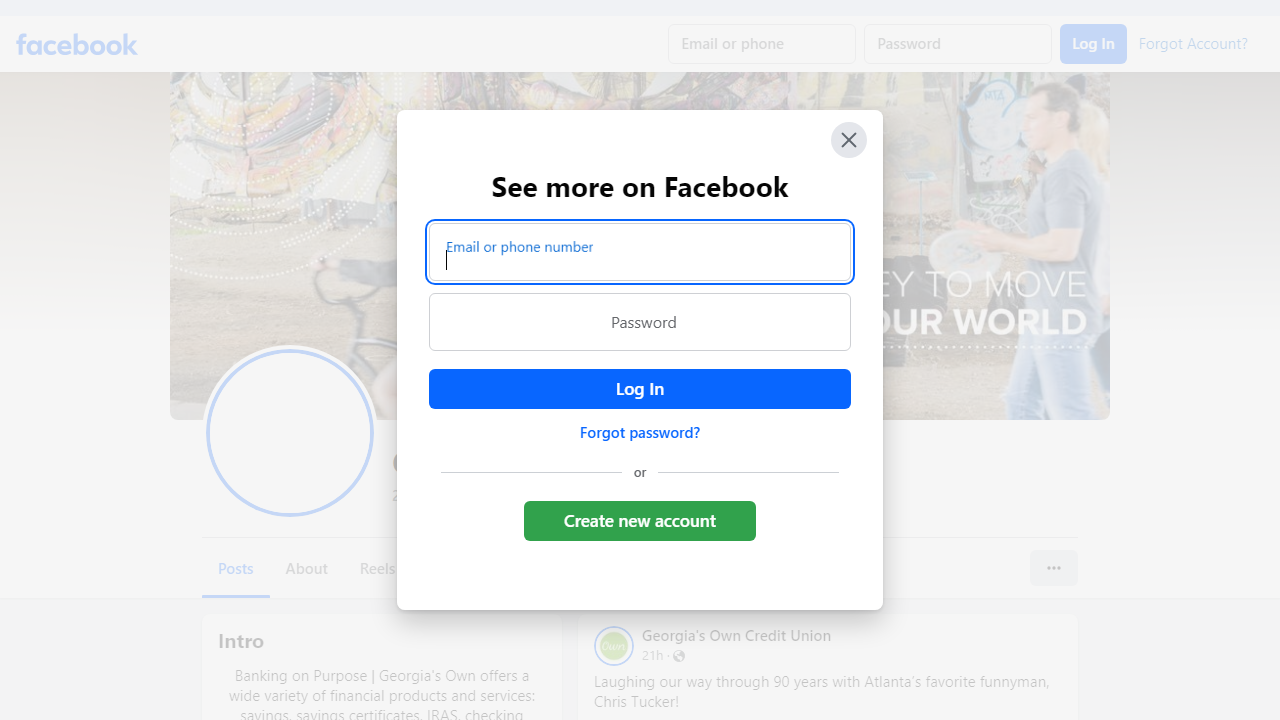 facebook
Email or phone
Password
Log In
Forgot Account?
MTA
See more on Facebook
Email or phone number
EY TO MOVE
Password
OUR WORLD
Log In
Forgot password?
or
Create new account
Posts
About
Reels
Intro
Banking on Purpose | Georgia's Own offers a
wide variety of financial products and services:
savings, savings certificates, IRAS, checking
Own
Georgia's Own Credit Union
21h
Laughing our way through 90 years with Atlanta's favorite funnyman,
Chris Tucker!